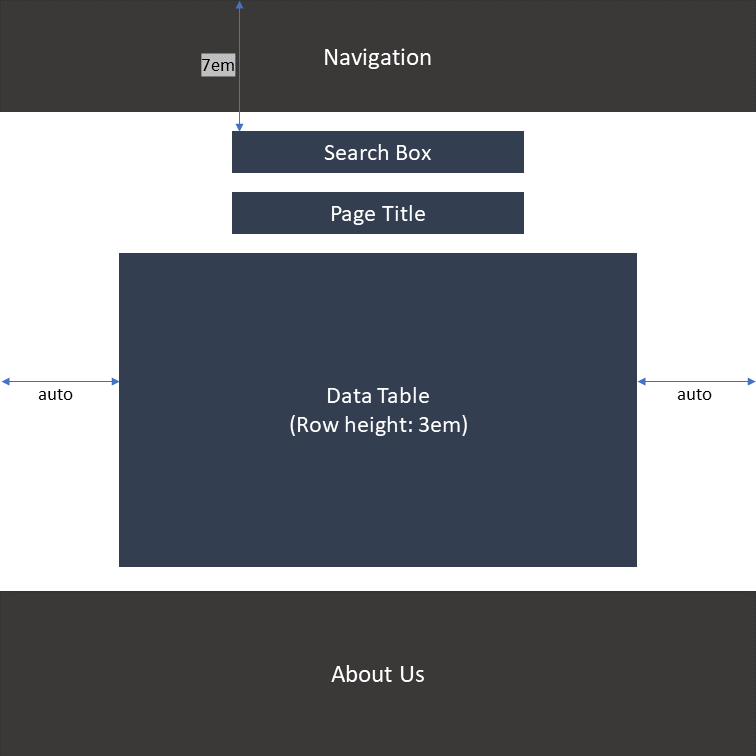 Navigation
7em
Search Box
Page Title
auto
auto
Data Table
(Row height: 3em)
About Us